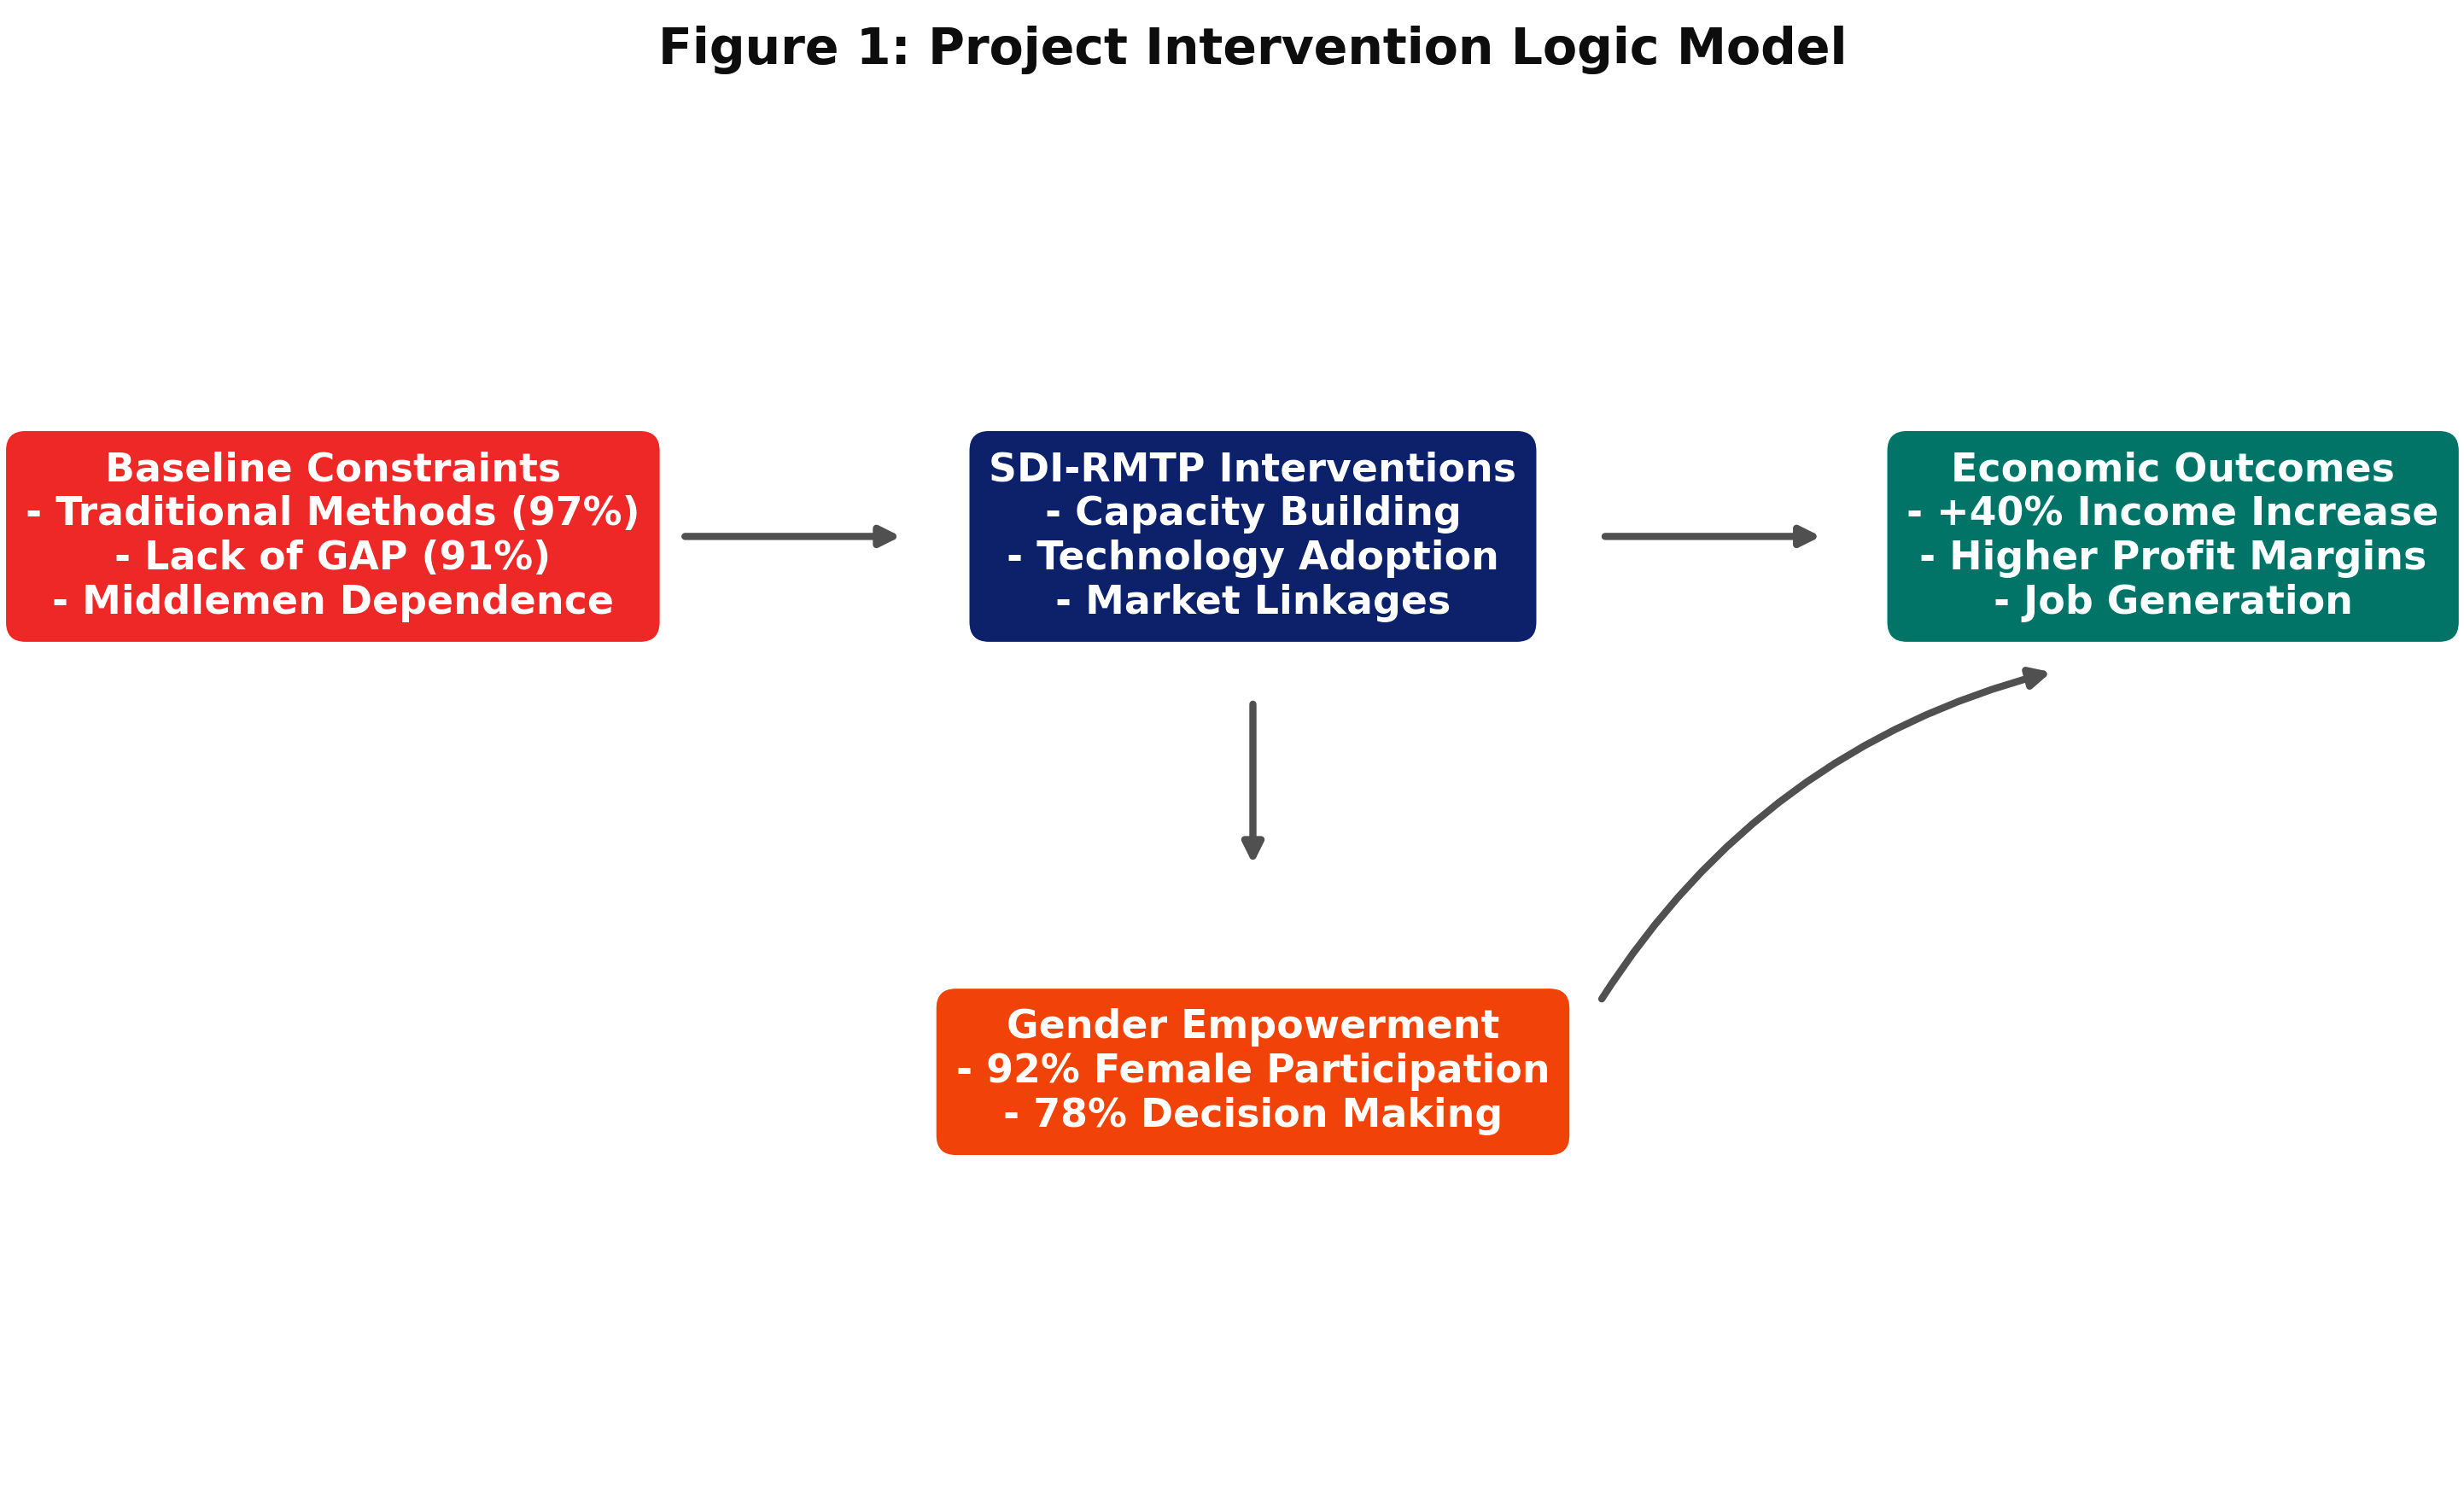 Figure 1: Project Intervention Logic Model
Baseline Constraints
- Traditional Methods (97%)
- Lack of GAP (91%)
- Middlemen Dependence
SDI-RMTP Interventions
- Capacity Building
- Technology Adoption
- Market Linkages
Economic Outcomes
- +40% Income Increase
- Higher Profit Margins
- Job Generation
Gender Empowerment
- 92% Female Participation
- 78% Decision Making